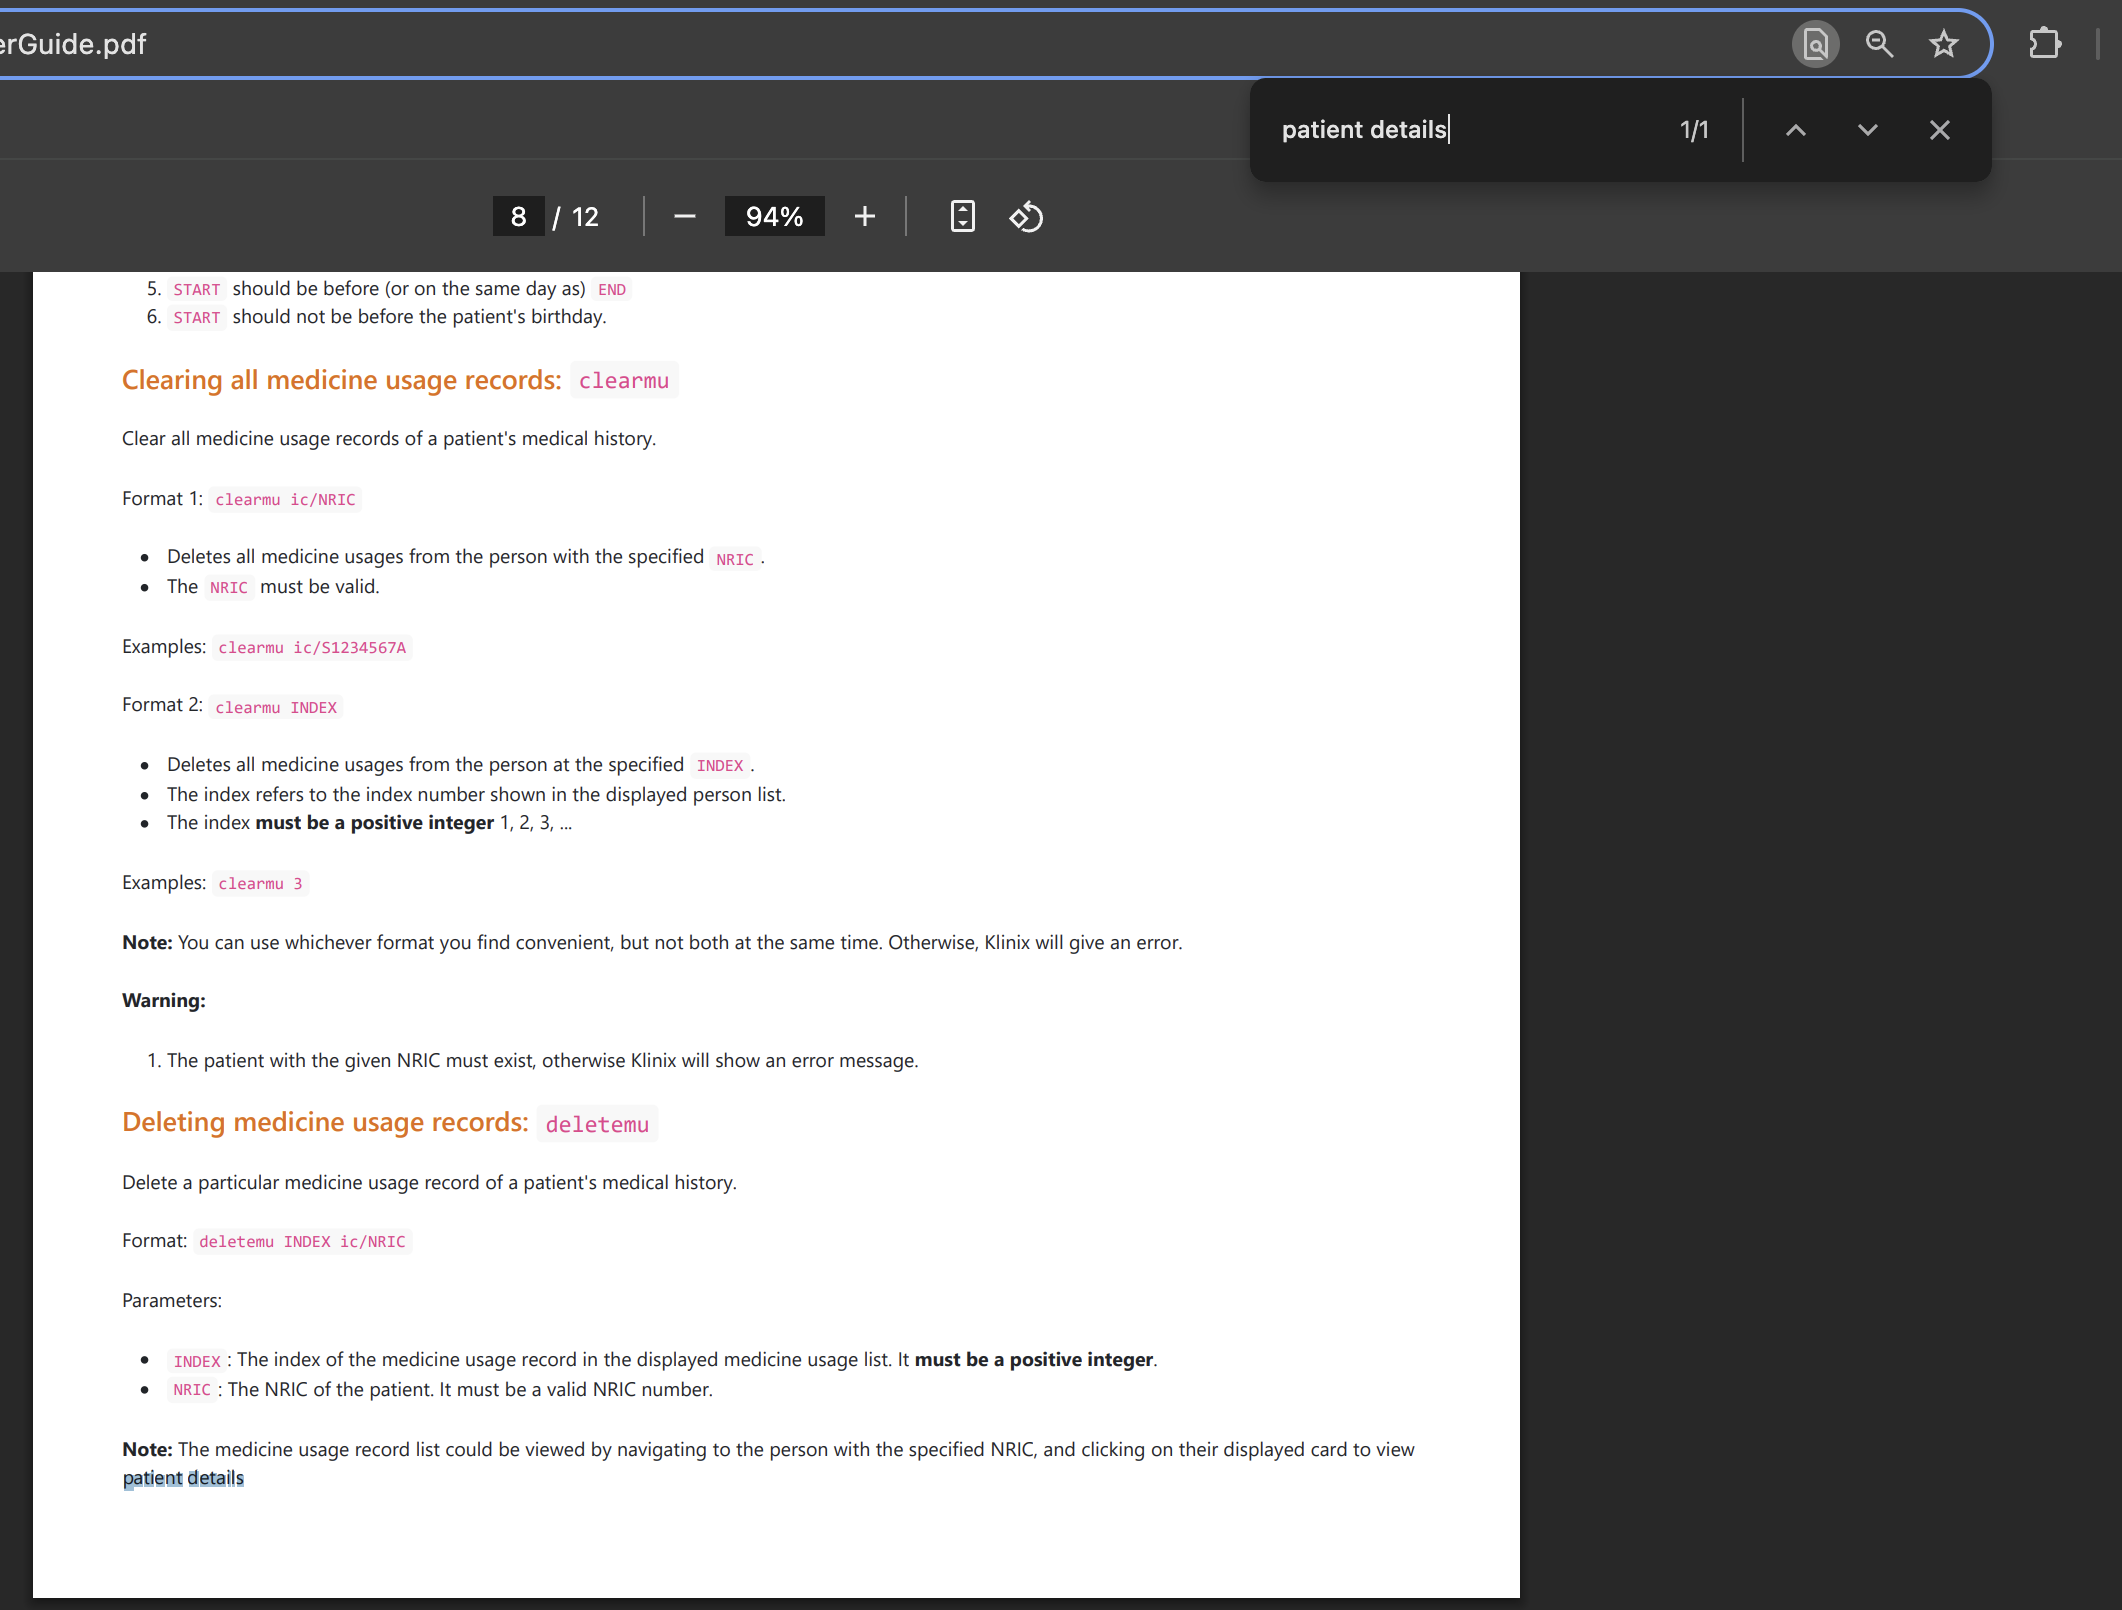 erGuide.pdf
patient details
1/1
8 / 12
94%
5. START should be before (or on the same day as) END
6. START should not be before the patient's birthday.
Clearing all medicine usage records: clearmu
Clear all medicine usage records of a patient's medical history.
Format 1: clearmu ic/NRIC
• Deletes all medicine usages from the person with the specified NRIC.
• The NRIC must be valid.
Examples: clearmu ic/S1234567A
Format 2: clearmu INDEX
• Deletes all medicine usages from the person at the specified INDEX.
• The index refers to the index number shown in the displayed person list.
• The index must be a positive integer 1, 2, 3, ...
Examples: clearmu 3
Note: You can use whichever format you find convenient, but not both at the same time. Otherwise, Klinix will give an error.
Warning:
1. The patient with the given NRIC must exist, otherwise Klinix will show an error message.
Deleting medicine usage records: deletemu
Delete a particular medicine usage record of a patient's medical history.
Format: deletemu INDEX ic/NRIC
Parameters:
• INDEX: The index of the medicine usage record in the displayed medicine usage list. It must be a positive integer.
• NRIC: The NRIC of the patient. It must be a valid NRIC number.
Note: The medicine usage record list could be viewed by navigating to the person with the specified NRIC, and clicking on their displayed card to view
patient details